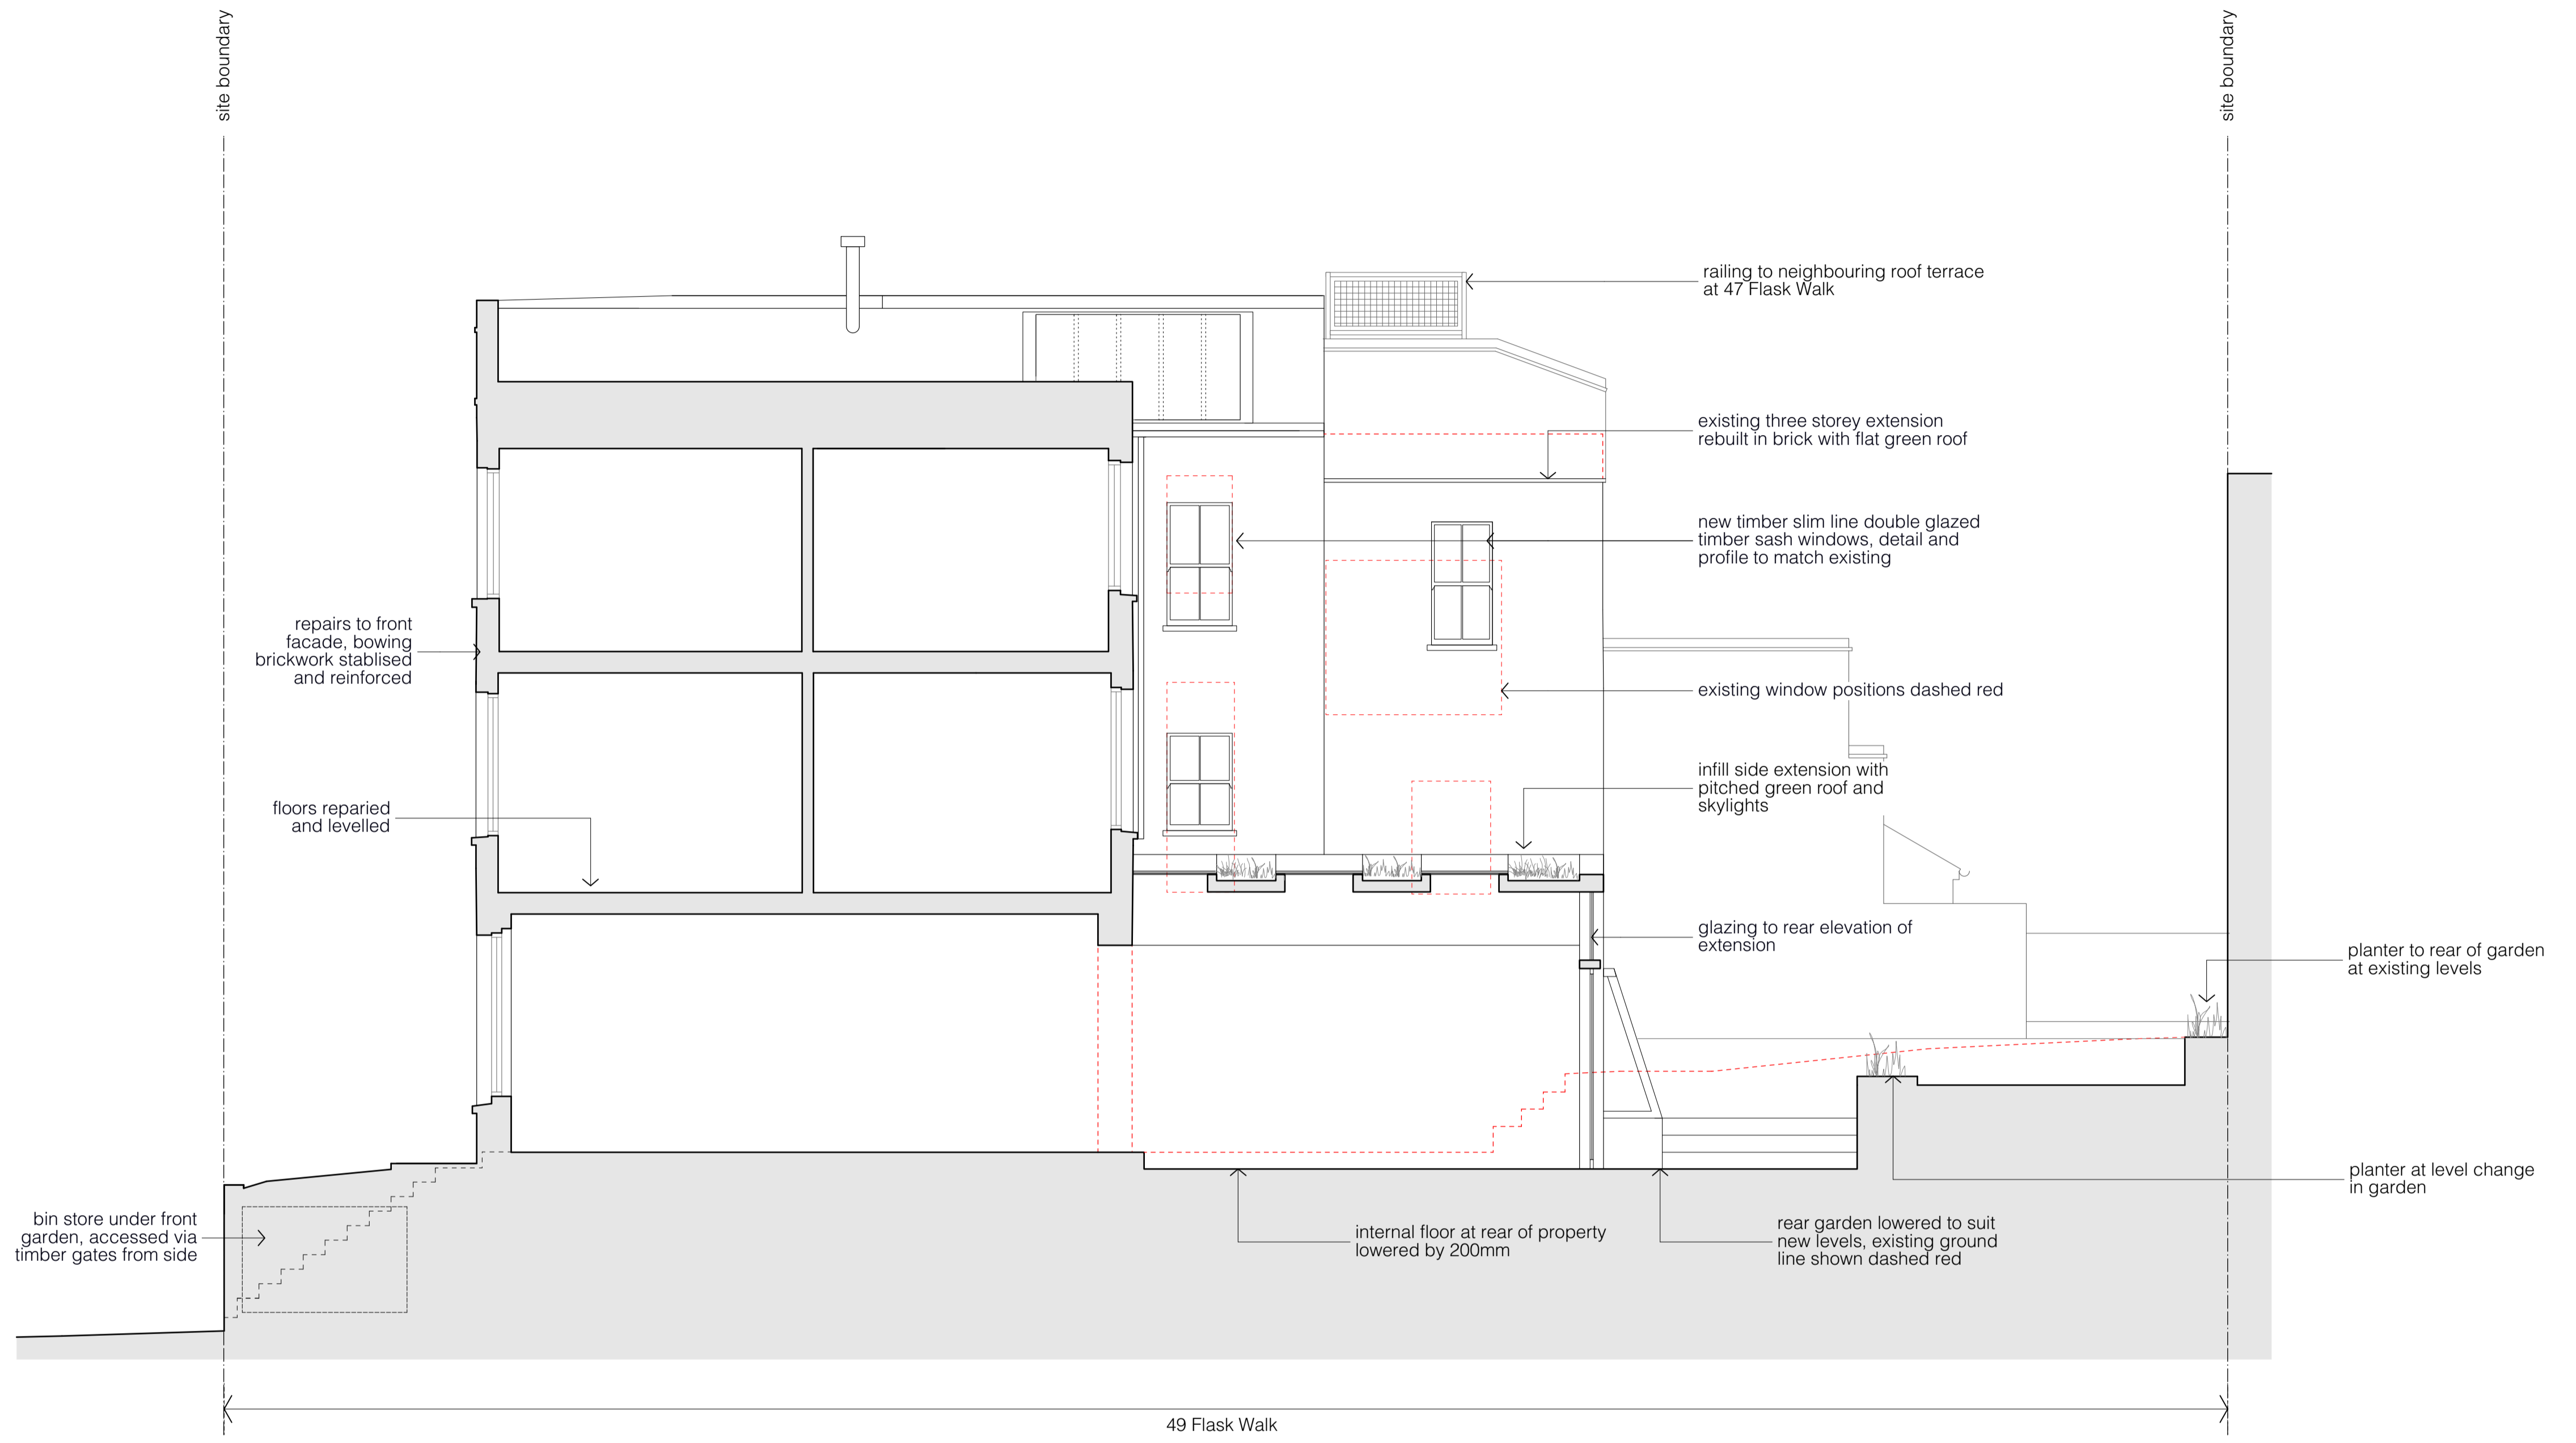 site boundary
site boundary
railing to neighbouring roof terrace
at 47 Flask Walk
existing three storey extension
rebuilt in brick with flat green roof
new timber slim line double glazed
timber sash windows, detail and
profile to match existing
repairs to front
facade, bowing
brickwork stablised
and reinforced
existing window positions dashed red
infill side extension with
pitched green roof and
skylights
floors reparied
and levelled
glazing to rear elevation of
extension
planter to rear of garden
at existing levels
planter at level change
in garden
bin store under front
garden, accessed via
timber gates from side
internal floor at rear of property
lowered by 200mm
rear garden lowered to suit
new levels, existing ground
line shown dashed red
49 Flask Walk